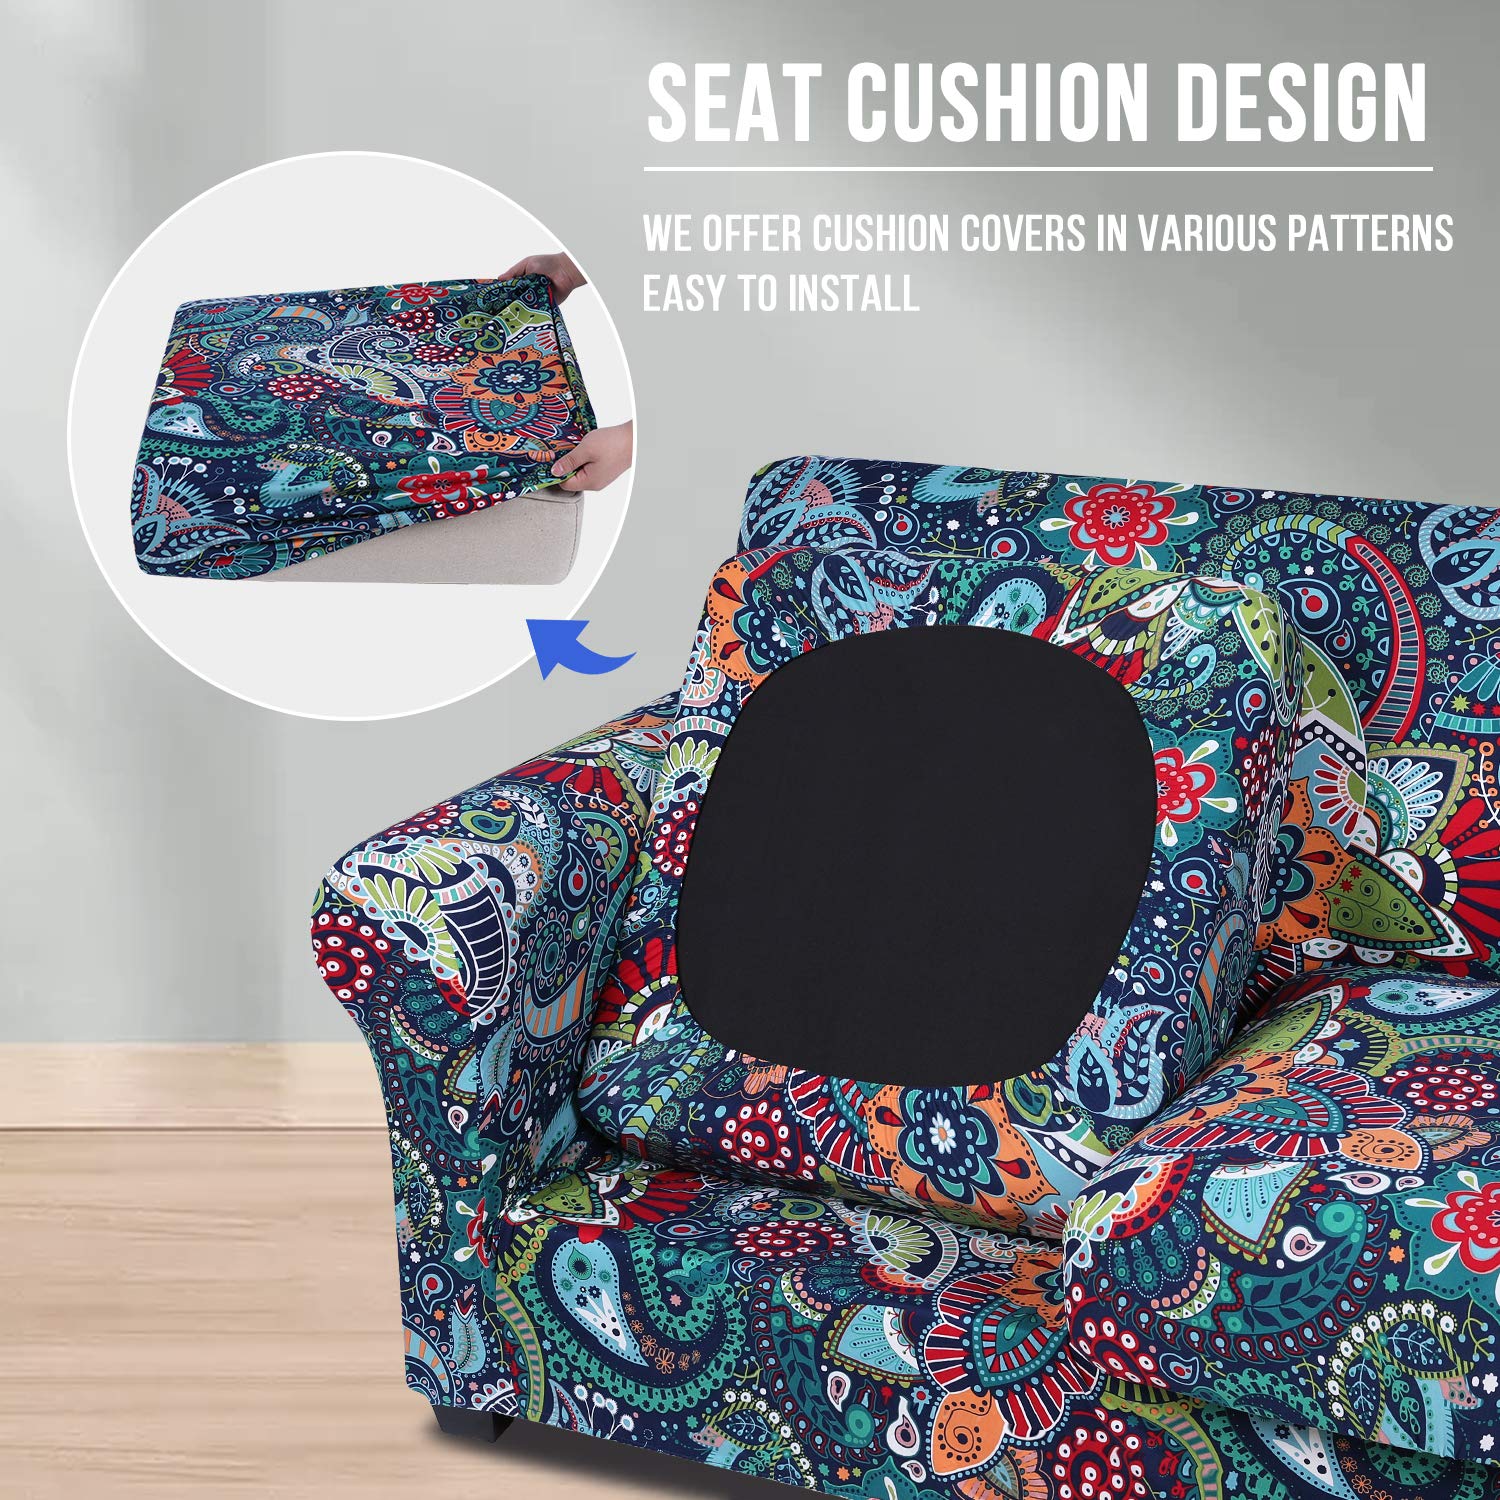 SEAT CUSHION DESIGN
WE OFFER CUSHION COVERS IN VARIOUS PATTERNS
EASY TO INSTALL